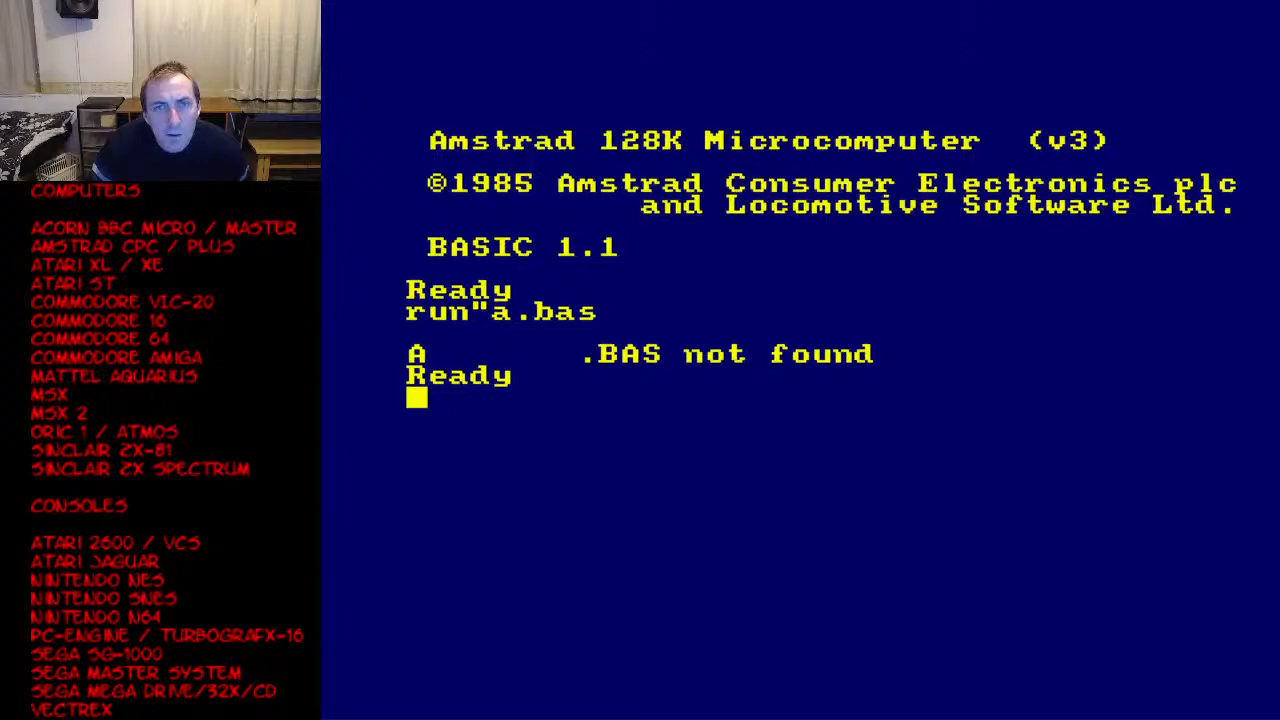 COMPUTERS
ACORN BBC MICRO / MASTER
AMSTRAD CPC / PLUS
ATARI XL / XE
ATARI ST
COMMODORE VIC-20
COMMODORE 16
COMMODORE 64
COMMODORE AMIGA
MATTEL AQUARIUS
MSX
MSX 2
ORIC 1 / ATMOS
SINCLAIR ZX-81
SINCLAIR ZX SPECTRUM
CONSOLES
ATARI 2600 / VCS
ATARI JAGUAR
NINTENDO NES
NINTENDO SNES
NINTENDO N64
PC-ENGINE / TURBOGRAFX-16
SEGA SG-1000
SEGA MASTER SYSTEM
SEGA MEGA DRIVE/32X/CD
VECTREX
Amstrad 128K Microcomputer (v3)
©1985 Amstrad Consumer Electronics plc
and Locomotive Software Ltd.
BASIC 1.1
Ready
run"a.bas
A .BAS not found
Ready